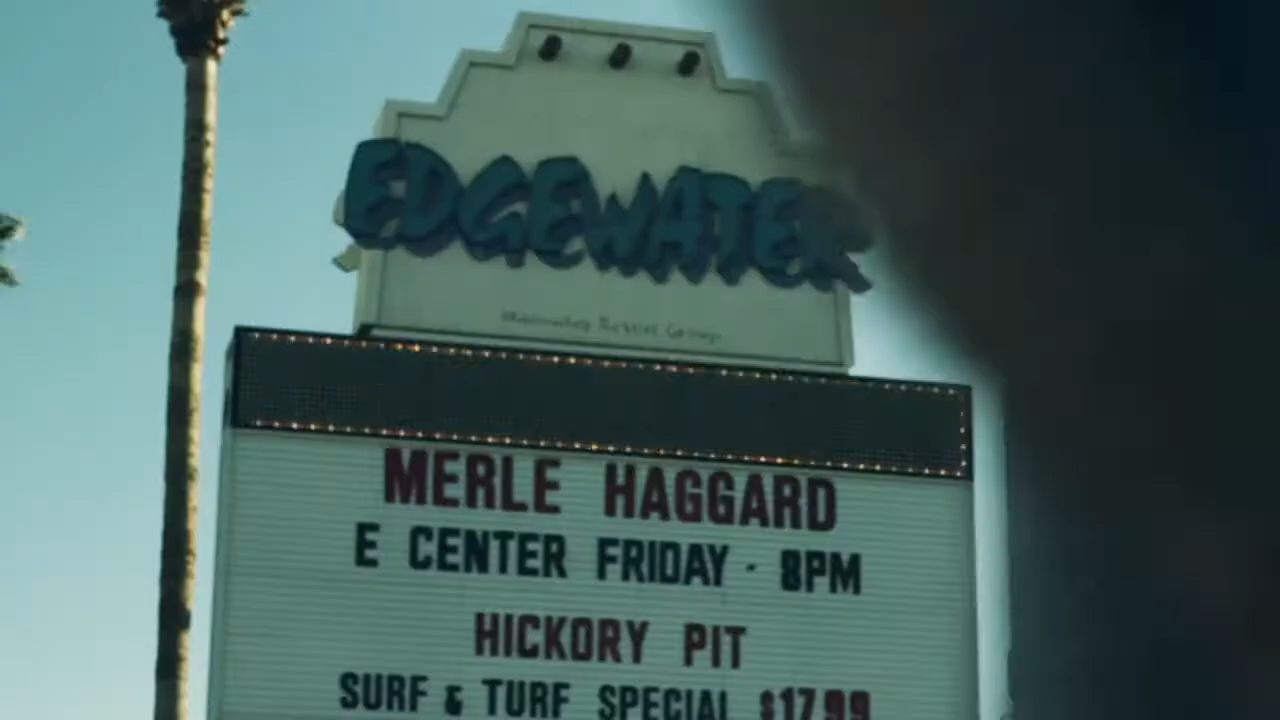 EDGEWATER
MERLE HAGGARD
E CENTER FRIDAY · 8PM
HICKORY PIT
SURF & TURF SPECIAL $17.99